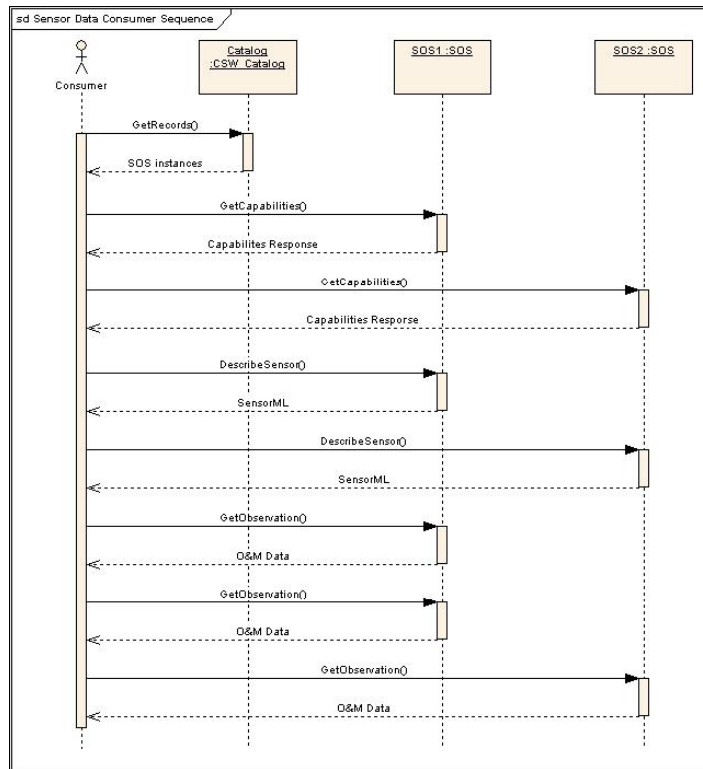 sd Sensor Data Consumer Sequence
Consumer
Catalog
:CSW_Catalog
SOS1 :SOS
SOS2 :SOS
GetRecords()
SOS instances
GetCapabilities()
Capabilites Response
GetCapabilities()
Capabilities Response
DescribeSensor()
SensorML
DescribeSensor()
SensorML
GetObservation()
O&M Data
GetObservation()
O&M Data
GetObservation()
O&M Data